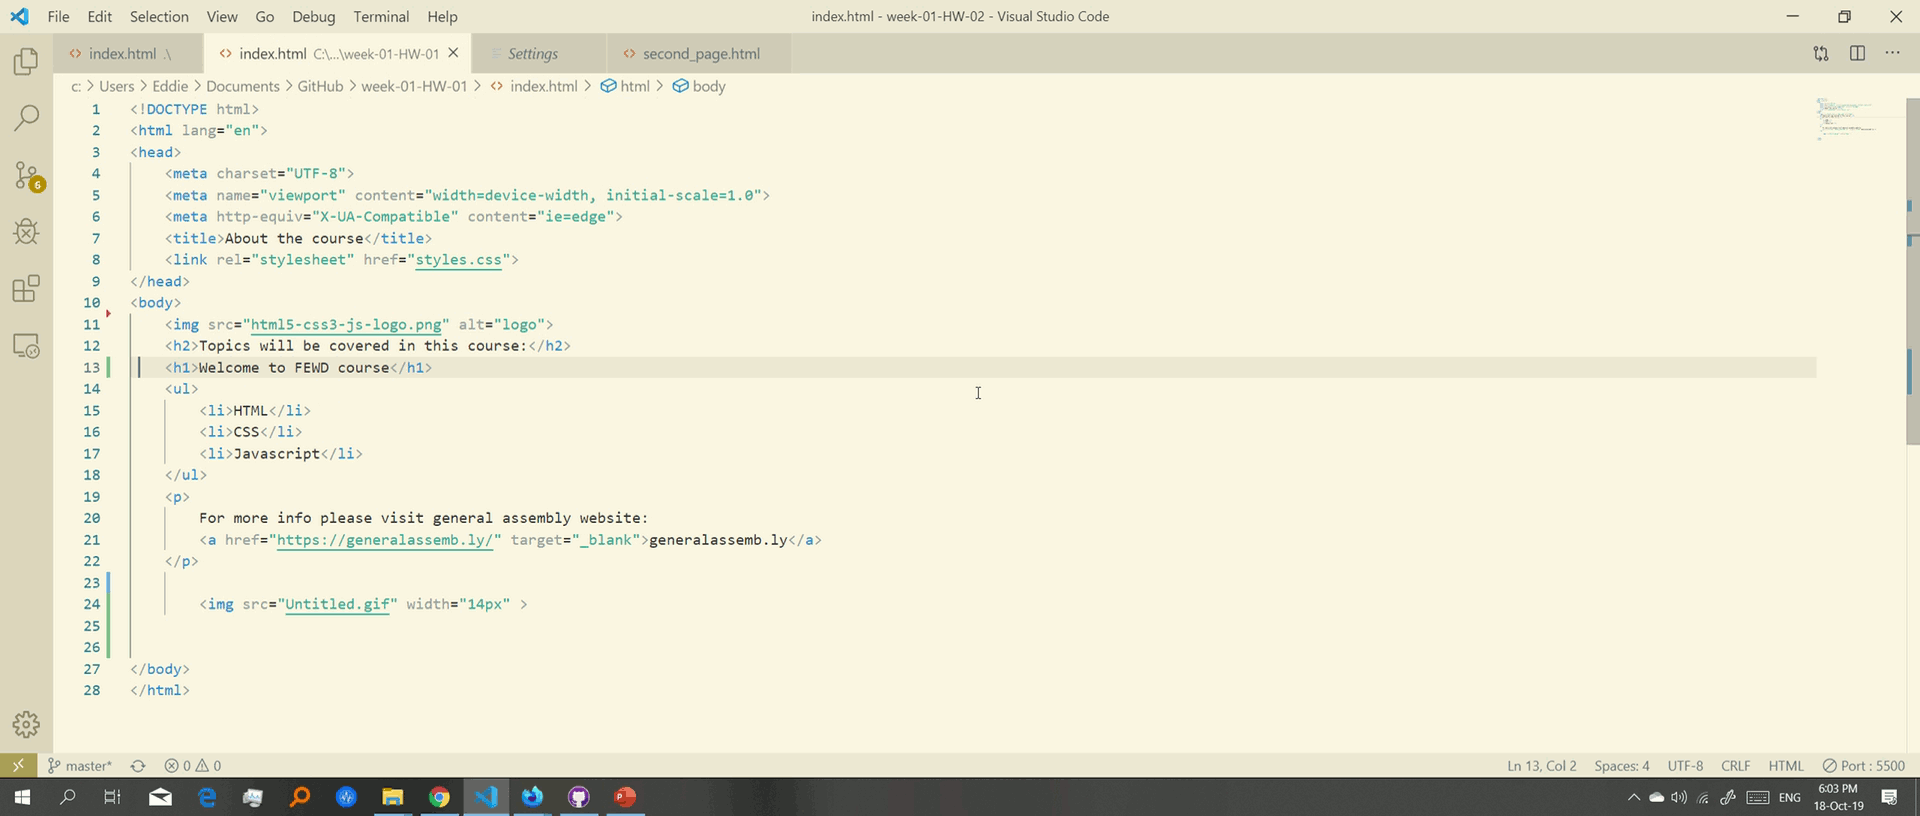 File Edit Selection View Go Debug Terminal Help
index.html - week-01-HW-02 - Visual Studio Code
index.html .\ index.html C:\...\week-01-HW-01 Settings second_page.html
c: > Users > Eddie > Documents > GitHub > week-01-HW-01 > index.html > html > body
1 <!DOCTYPE html>
2 <html lang="en">
3 <head>
4 <meta charset="UTF-8">
5 <meta name="viewport" content="width=device-width, initial-scale=1.0">
6 <meta http-equiv="X-UA-Compatible" content="ie=edge">
7 <title>About the course</title>
8 <link rel="stylesheet" href="styles.css">
9 </head>
10 <body>
11 <img src="html5-css3-js-logo.png" alt="logo">
12 <h2>Topics will be covered in this course:</h2>
13 <h1>Welcome to FEWD course</h1>
14 <ul>
15 <li>HTML</li>
16 <li>CSS</li>
17 <li>Javascript</li>
18 </ul>
19 <p>
20 For more info please visit general assembly website:
21 <a href="https://generalassemb.ly/" target="_blank">generalassemb.ly</a>
22 </p>
23
24 <img src="Untitled.gif" width="14px" >
25
26
27 </body>
28 </html>
6
master* 0 0 Ln 13, Col 2 Spaces: 4 UTF-8 CRLF HTML Port : 5500
ENG
6:03 PM
18-Oct-19